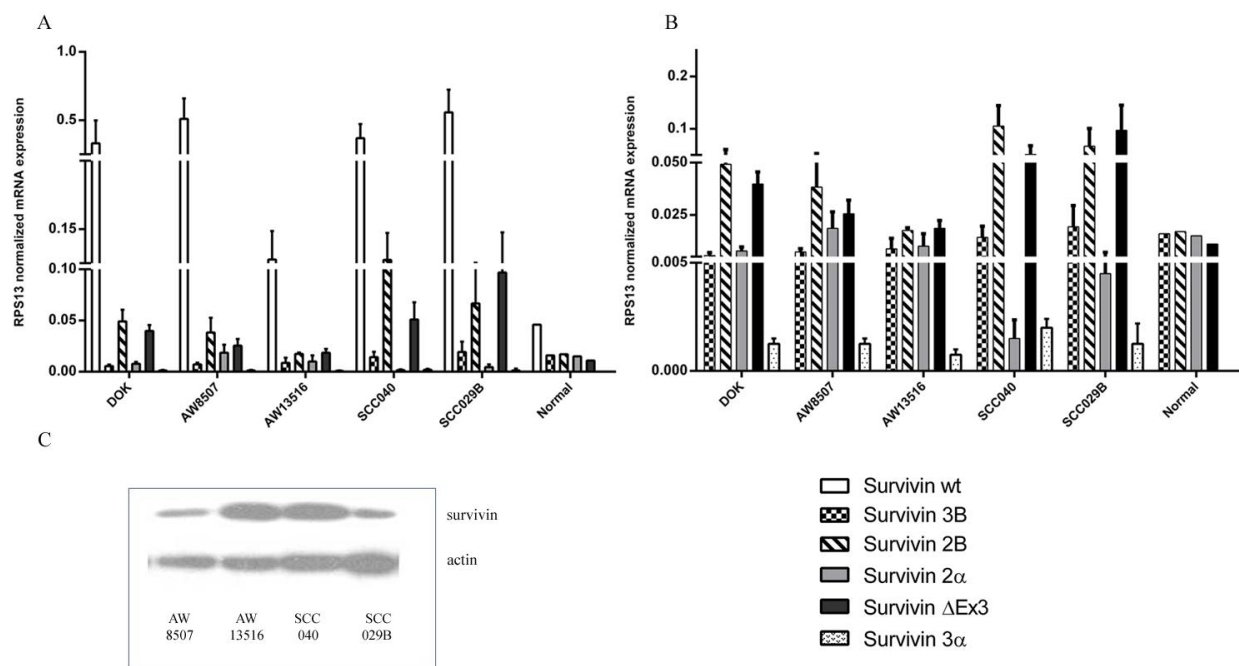 A
RPS13 normalized mRNA expression
1.0
0.5
0.15
0.10
0.05
0.00
DOK
AW8507
AW13516
SCC040
SCC029B
Normal
B
RPS13 normalized mRNA expression
0.2
0.1
0.050
0.025
0.005
0.000
DOK
AW8507
AW13516
SCC040
SCC029B
Normal
C
survivin
actin
AW AW SCC SCC
8507 13516 040 029B
Survivin wt
Survivin 3B
Survivin 2B
Survivin 2α
Survivin ΔEx3
Survivin 3α